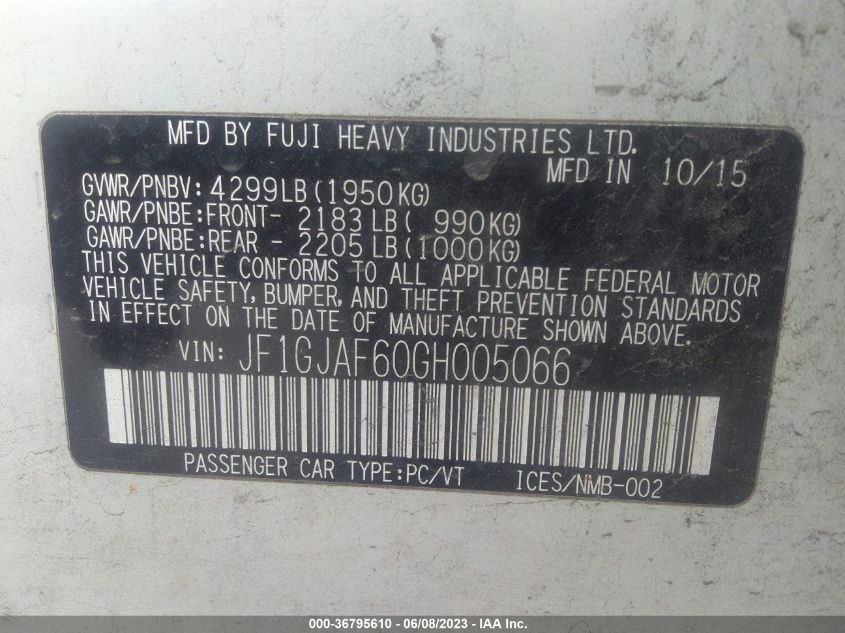 MFD BY FUJI HEAVY INDUSTRIES LTD.
MFD IN 10/15
GVWR/PNBV: 4299LB (1950KG)
GAWR/PNBE:FRONT- 2183 LB ( 990KG)
GAWR/PNBE:REAR - 2205 LB (1000KG)
THIS VEHICLE CONFORMS TO ALL APPLICABLE FEDERAL MOTOR
VEHICLE SAFETY, BUMPER, AND THEFT PREVENTION STANDARDS
IN EFFECT ON THE DATE OF MANUFACTURE SHOWN ABOVE.
VIN: JF1GJAF60GH005066
PASSENGER CAR TYPE:PC/VT ICES/NMB-002
000-36795610 - 06/08/2023 - IAA Inc.